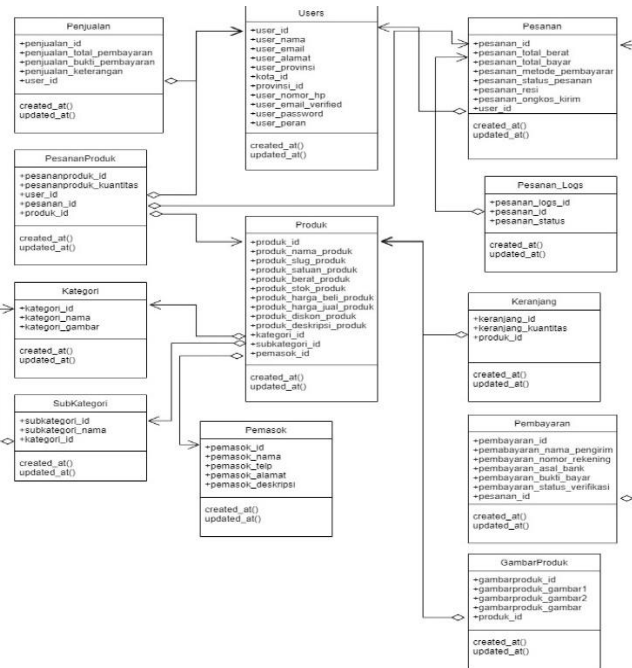 Penjualan
+penjualan_id
+penjualan_total_pembayaran
+penjualan_bukti_pembayaran
+penjualan_keterangan
+user_id
created_at()
updated_at()
Users
+user_id
+user_nama
+user_email
+user_alamat
+user_provinsi
+kota_id
+provinsi_id
+user_nomor_hp
+user_email_verified
+user_password
+user_peran
created_at()
updated_at()
Pesanan
+pesanan_id
+pesanan_total_berat
+pesanan_total_bayar
+pesanan_metode_pembayarar
+pesanan_status_pesanan
+pesanan_resi
+pesanan_ongkos_kirim
+user_id
created_at()
updated_at()
PesananProduk
+pesananproduk_id
+pesananproduk_kuantitas
+user_id
+pesanan_id
+produk_id
created_at()
updated_at()
Pesanan_Logs
+pesanan_logs_id
+pesanan_id
+pesanan_status
created_at()
updated_at()
Produk
+produk_id
+produk_nama_produk
+produk_slug_produk
+produk_satuan_produk
+produk_berat_produk
+produk_stok_produk
+produk_harga_beli_produk
+produk_harga_jual_produk
+produk_diskon_produk
+produk_deskripsi_produk
+kategori_id
+subkategori_id
+pemasok_id
created_at()
updated_at()
Kategori
+kategori_id
+kategori_nama
+kategori_gambar
created_at()
updated_at()
Keranjang
+keranjang_id
+keranjang_kuantitas
+produk_id
created_at()
updated_at()
SubKategori
+subkategori_id
+subkategori_nama
+kategori_id
created_at()
updated_at()
Pemasok
+pemasok_id
+pemasok_nama
+pemasok_telp
+pemasok_alamat
+pemasok_deskripsi
created_at()
updated_at()
Pembayaran
+pembayaran_id
+pemabayaran_nama_pengirim
+pembayaran_nomor_rekening
+pembayaran_asal_bank
+pembayaran_bukti_bayar
+pembayaran_status_verifikasi
+pesanan_id
created_at()
updated_at()
GambarProduk
+gambarproduk_id
+gambarproduk_gambar1
+gambarproduk_gambar2
+gambarproduk_gambar
+produk_id
created_at()
updated_at()